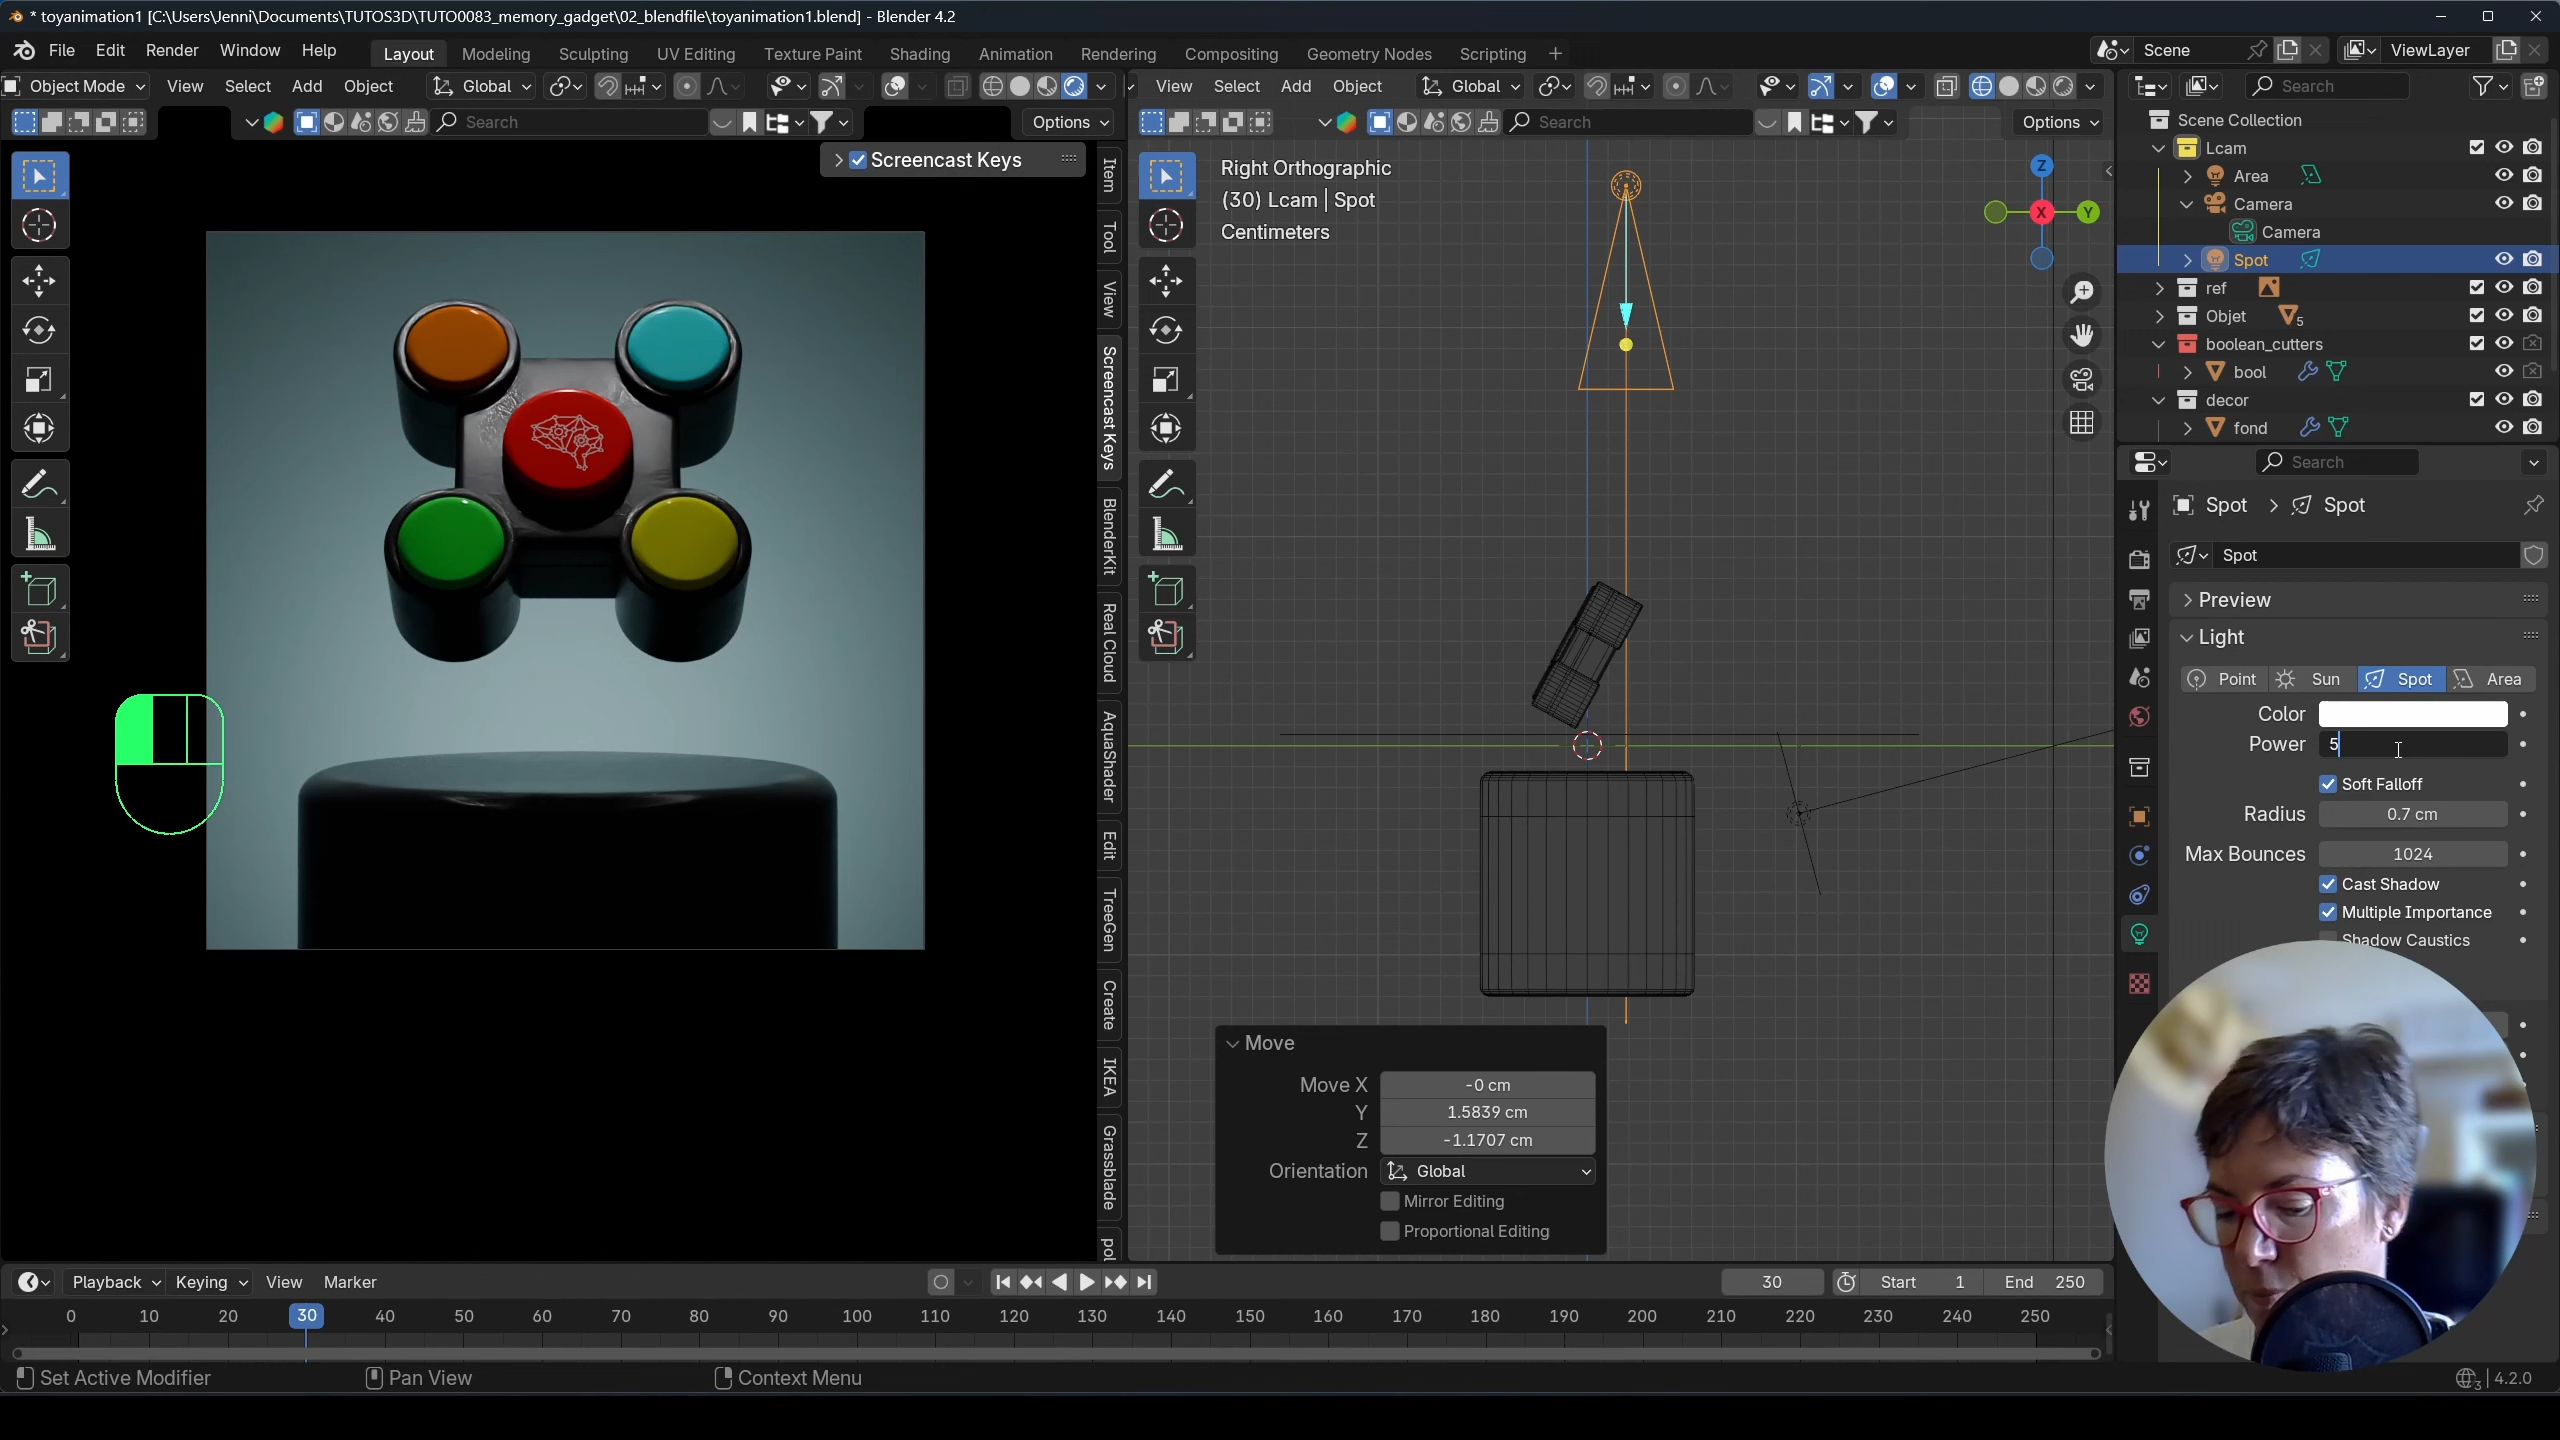 * toyanimation1 [C:\Users\Jenni\Documents\TUTOS3D\TUTO0083_memory_gadget\02_blendfile\toyanimation1.blend] - Blender 4.2
File Edit Render Window Help Layout Modeling Sculpting UV Editing Texture Paint Shading Animation Rendering Compositing Geometry Nodes Scripting + Scene ViewLayer
Object Mode View Select Add Object Global View Select Add Object Global Search
Search Options Search Options
Screencast Keys
Item
Tool
View
Screencast Keys
BlenderKit
Real Cloud
AquaShader
Edit
TreeGen
Create
IKEA
Grassblade
pol
Right Orthographic
(30) Lcam | Spot
Centimeters
Z
X
Y
Move
Move X -0 cm
Y 1.5839 cm
Z -1.1707 cm
Orientation Global
Mirror Editing
Proportional Editing
Scene Collection
Lcam
Area
Camera
Camera
Spot
ref
Objet 5
boolean_cutters
bool
decor
fond
Search
Spot > Spot
Spot
Preview
Light
Point Sun Spot Area
Color
Power 5
Soft Falloff
Radius 0.7 cm
Max Bounces 1024
Cast Shadow
Multiple Importance
Shadow Caustics
Playback Keying View Marker 30 Start 1 End 250
0 10 20 30 40 50 60 70 80 90 100 110 120 130 140 150 160 170 180 190 200 210 220 230 240 250
Set Active Modifier Pan View Context Menu 3 4.2.0